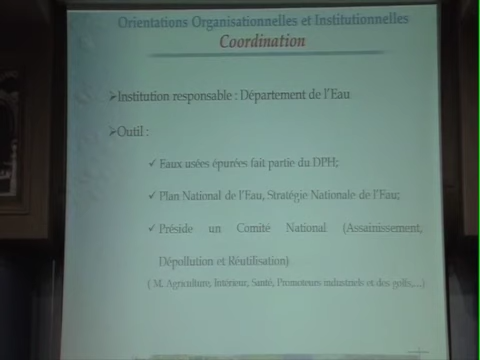 Orientations Organisationnelles et Institutionnelles
Coordination
➢Institution responsable : Département de l'Eau
➢Outil :
✓ Eaux usées épurées fait partie du DPH;
✓ Plan National de l'Eau, Stratégie Nationale de l'Eau;
✓ Préside un Comité National (Assainissement,
Dépollution et Réutilisation)
( M. Agriculture, Intérieur, Santé, Promoteurs industriels et des golfs,...)